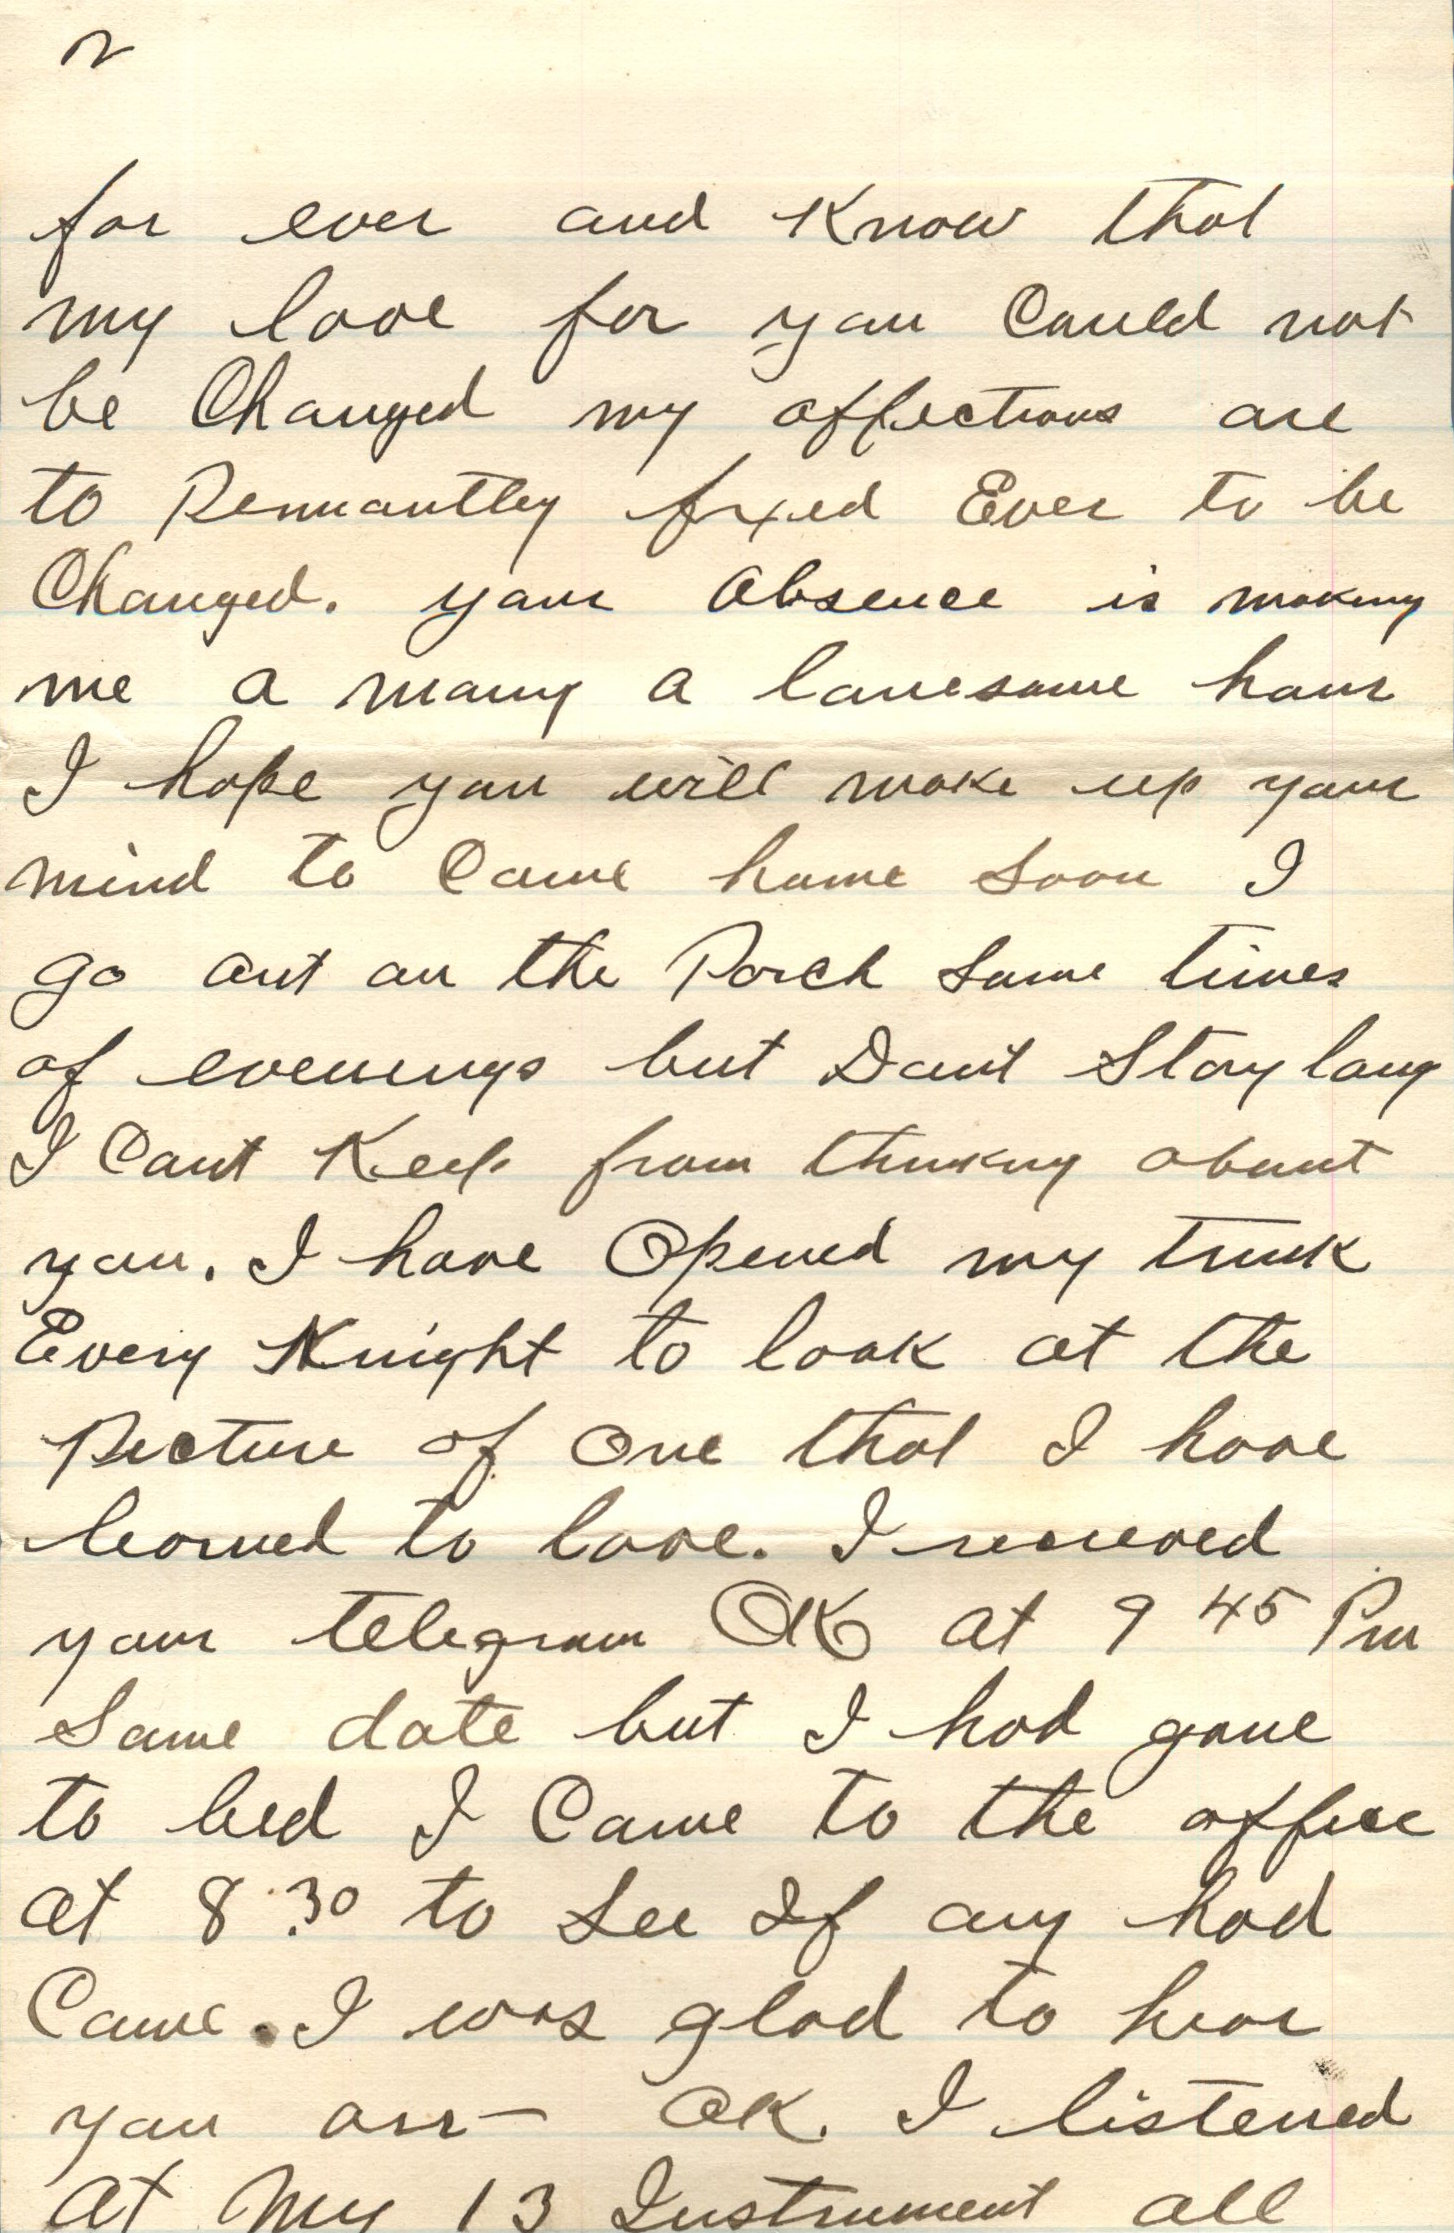 2
for ever and Know that
my love for you Could not
be Changed my affections are
to Permantley fixed Ever to be
Changed. your absence is making
me a many a lonesome hour
I hope you will make up your
mind to Come home soon I
go out on the Porch some times
of evenings but Don't Stay long
I Cant Keep from thinking about
you. I have Opened my trunk
Every Knight to look at the
Picture of one that I have
learned to love. I recieved
your telegram OK at 9 45 Pm
Same date but I had gone
to bed I Came to the office
at 8:30 to See If any had
Came. I was glad to hear
you arr— OK. I listened
at My 13 Instrument all